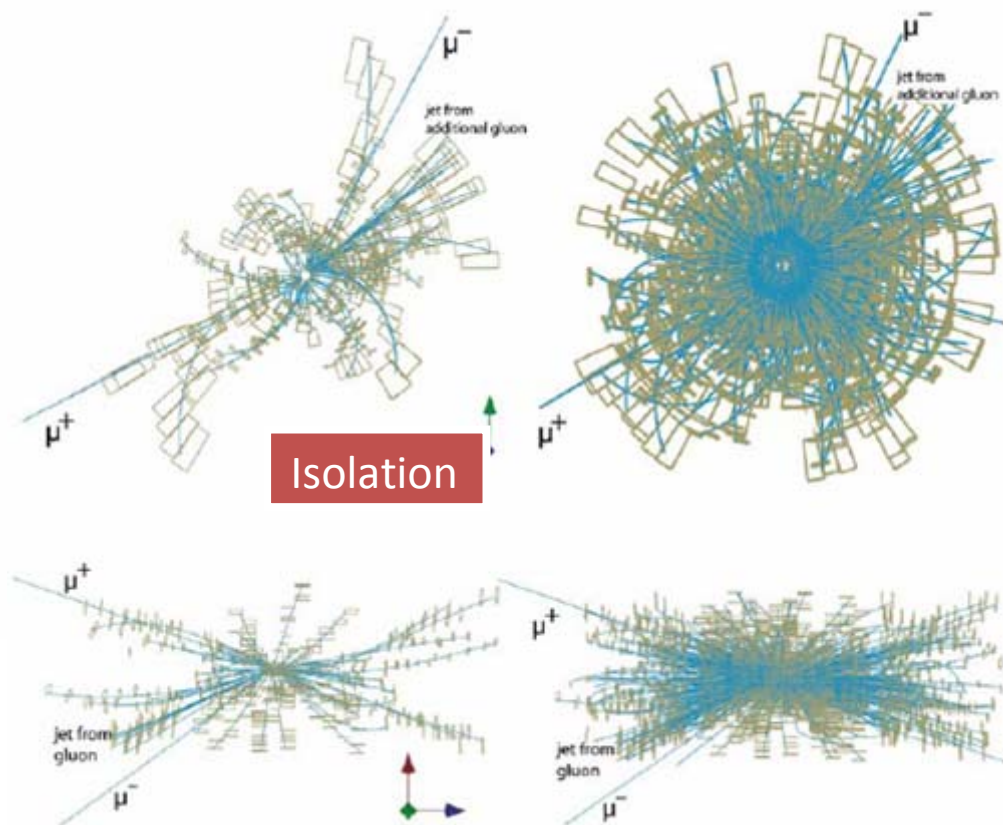 μ⁻
jet from
additional gluon
μ⁺
μ⁻
jet from
additional gluon
μ⁺
Isolation
μ⁺
jet from
gluon
μ⁻
μ⁺
jet from
gluon
μ⁻